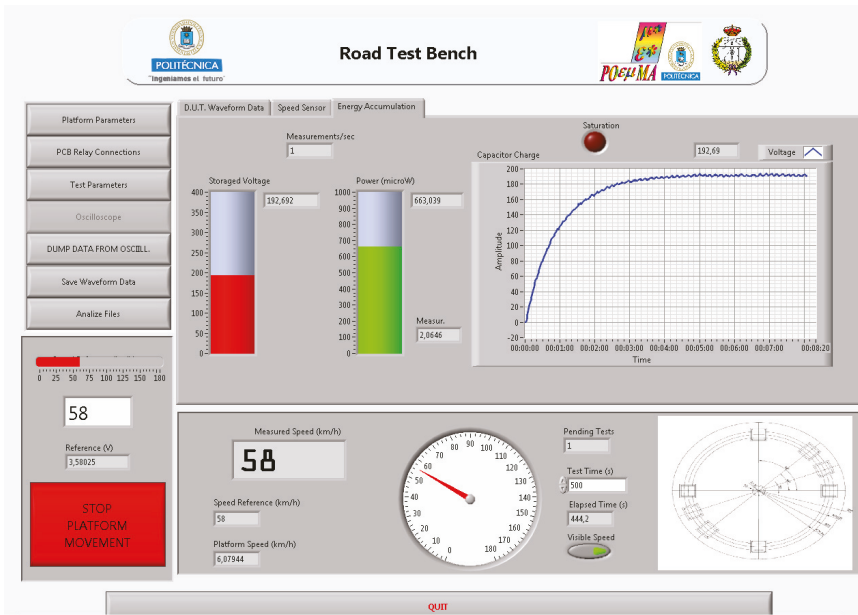 POLITÉCNICA
"Ingeniamos el futuro"
Road Test Bench
POεμMA
POLITÉCNICA
Platform Parameters
PCB Relay Connections
Test Parameters
Oscilloscope
DUMP DATA FROM OSCIILL.
Save Waveform Data
Analize Files
D.U.T. Waveform Data
Speed Sensor
Energy Accumulation
Measurements/sec
1
Storaged Voltage
192,692
400
350
300
250
200
150
100
50
0
Power (microW)
663,039
1000
900
800
700
600
500
400
300
200
100
0
Measur.
2,0646
Saturation
Capacitor Charge
192,69
Voltage
Amplitude
200
180
160
140
120
100
80
60
40
20
0
-20
00:00:00 00:01:00 00:02:00 00:03:00 00:04:00 00:05:00 00:06:00 00:07:00 00:08:20
Time
0 25 50 75 100 125 150 180
58
Reference (V)
3,58025
STOP
PLATFORM
MOVEMENT
Measured Speed (km/h)
58
Speed Reference (km/h)
58
Platform Speed (km/h)
6,07944
0
10
20
30
40
50
60
70
80
90
100
110
120
130
140
150
160
170
180
Pending Tests
1
Test Time (s)
500
Elapsed Time (s)
444,2
Visible Speed
QUIT